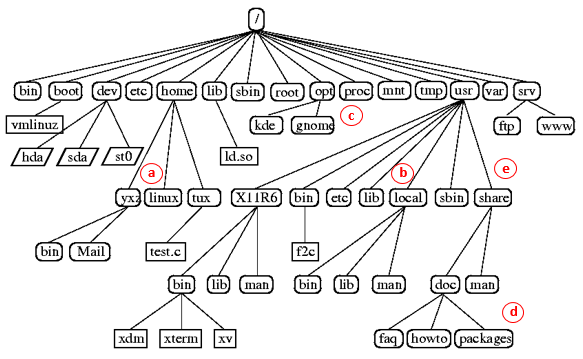 /
bin boot dev etc home lib sbin root opt proc mnt tmp usr var srv
vmlinuz kde gnome c ftp www
hda sda st0 ld.so
a b e
yxz linux tux X11R6 bin etc lib local sbin share
bin Mail test.c f2c
bin lib man bin lib man doc man
d
xdm xterm xv faq howto packages